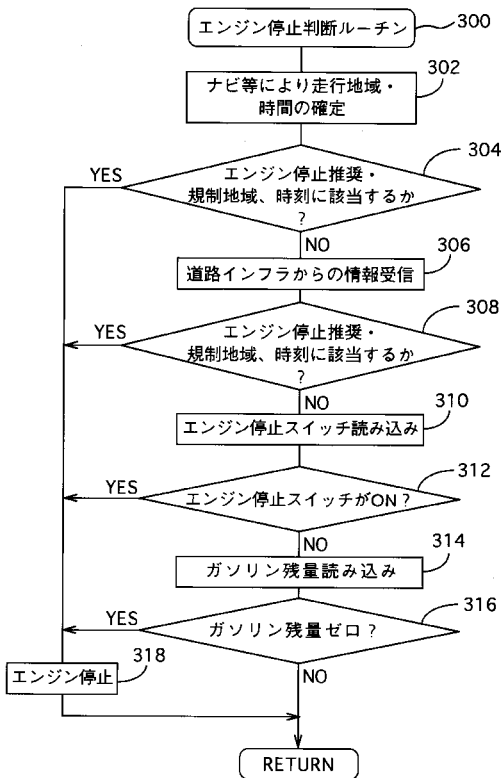 エンジン停止判断ルーチン
300
ナビ等により走行地域・
時間の確定
302
304
YES
エンジン停止推奨・
規制地域、時刻に該当するか
?
NO
306
道路インフラからの情報受信
308
YES
エンジン停止推奨・
規制地域、時刻に該当するか
?
NO
310
エンジン停止スイッチ読み込み
312
YES
エンジン停止スイッチがON?
NO
314
ガソリン残量読み込み
316
YES
ガソリン残量ゼロ?
318
エンジン停止
NO
RETURN